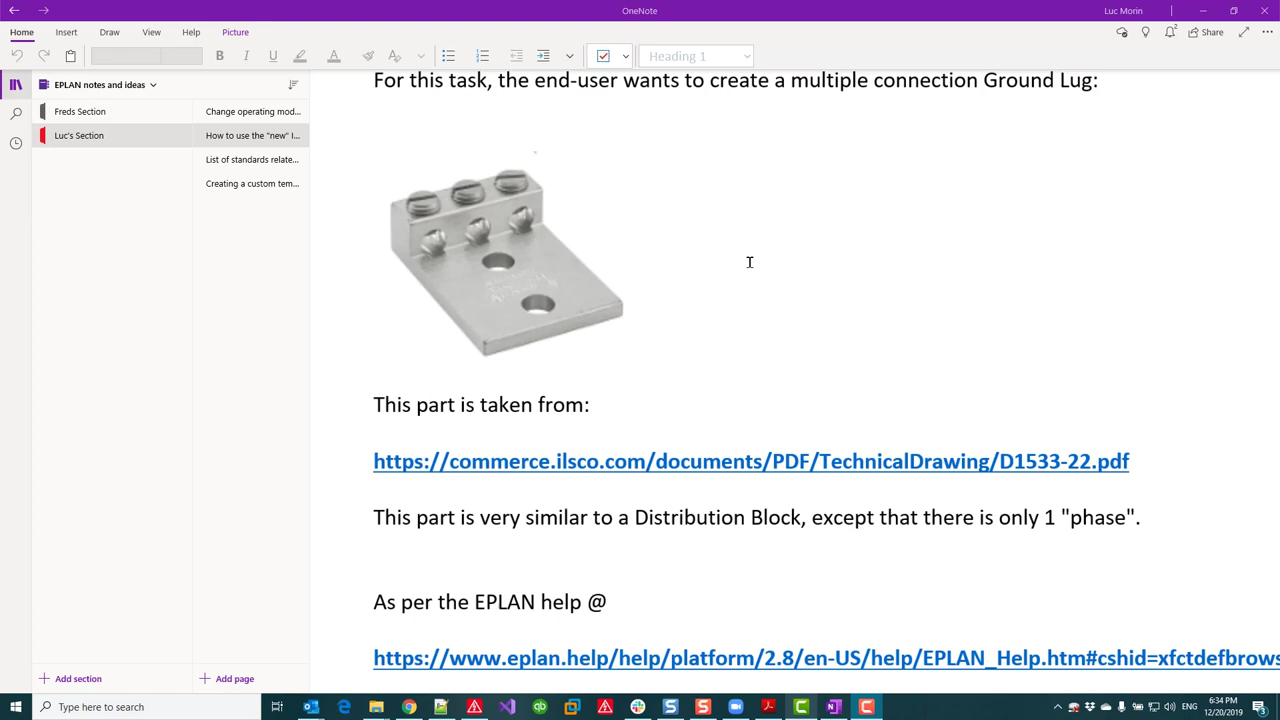 OneNote
Luc Morin
Home
Insert
Draw
View
Help
Picture
Share
B
I
U
A
Heading 1
EPLAN notes and ideas
Freds Section
Luc's Section
Change operating mod...
How to use the "new" I...
List of standards relate...
Creating a custom tem...
For this task, the end-user wants to create a multiple connection Ground Lug:
This part is taken from:
https://commerce.ilsco.com/documents/PDF/TechnicalDrawing/D1533-22.pdf
This part is very similar to a Distribution Block, except that there is only 1 "phase".
As per the EPLAN help @
https://www.eplan.help/help/platform/2.8/en-US/help/EPLAN_Help.htm#cshid=xfctdefbrows
Add section
Add page
Type here to search
ENG
6:34 PM
12/20/2019